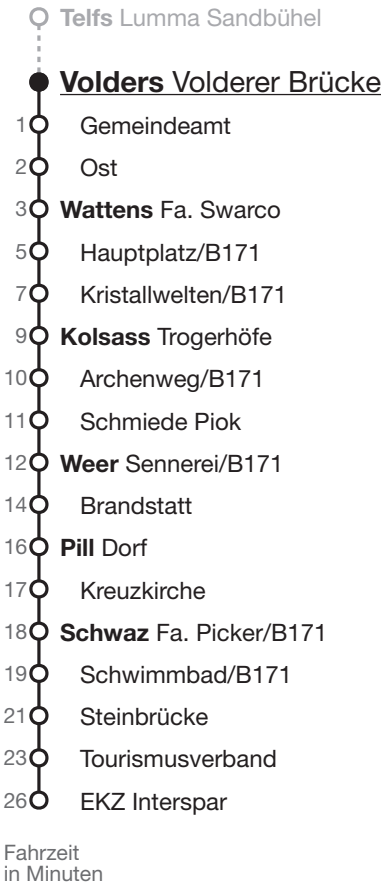 Telfs Lumma Sandbühel
Volders Volderer Brücke
1 Gemeindeamt
2 Ost
3 Wattens Fa. Swarco
5 Hauptplatz/B171
7 Kristallwelten/B171
9 Kolsass Trogerhöfe
10 Archenweg/B171
11 Schmiede Piok
12 Weer Sennerei/B171
14 Brandstatt
16 Pill Dorf
17 Kreuzkirche
18 Schwaz Fa. Picker/B171
19 Schwimmbad/B171
21 Steinbrücke
23 Tourismusverband
26 EKZ Interspar
Fahrzeit
in Minuten